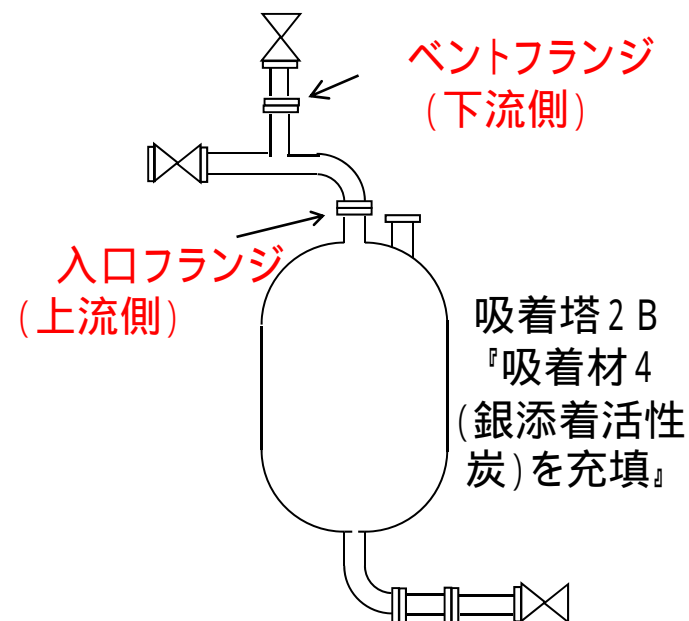 ベントフランジ
(下流側)
入口フランジ
(上流側)
吸着塔2B
『吸着材4
(銀添着活性
炭)を充填』